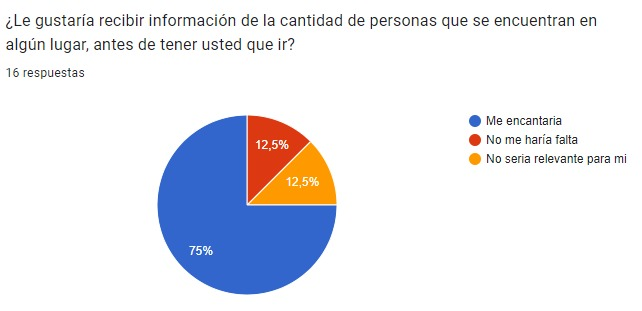 ¿Le gustaría recibir información de la cantidad de personas que se encuentran en
algún lugar, antes de tener usted que ir?
16 respuestas
Me encantaria
No me haría falta
No seria relevante para mi
12,5%
12,5%
75%